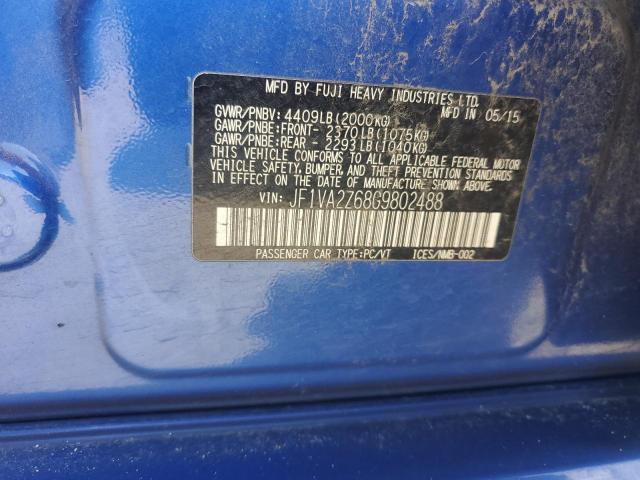 MFD BY FUJI HEAVY INDUSTRIES LTD.
GVWR/PNBV: 4409LB(2000KG) MFD IN 05/15
GAWR/PNBE:FRONT- 2370LB(1075KG)
GAWR/PNBE:REAR - 2293LB(1040KG)
THIS VEHICLE CONFORMS TO ALL APPLICABLE FEDERAL MOTOR
VEHICLE SAFETY, BUMPER, AND THEFT PREVENTION STANDARDS
IN EFFECT ON THE DATE OF MANUFACTURE SHOWN ABOVE.
VIN: JF1VA2Z68G9802488
PASSENGER CAR TYPE:PC/VT ICES/NMB-002